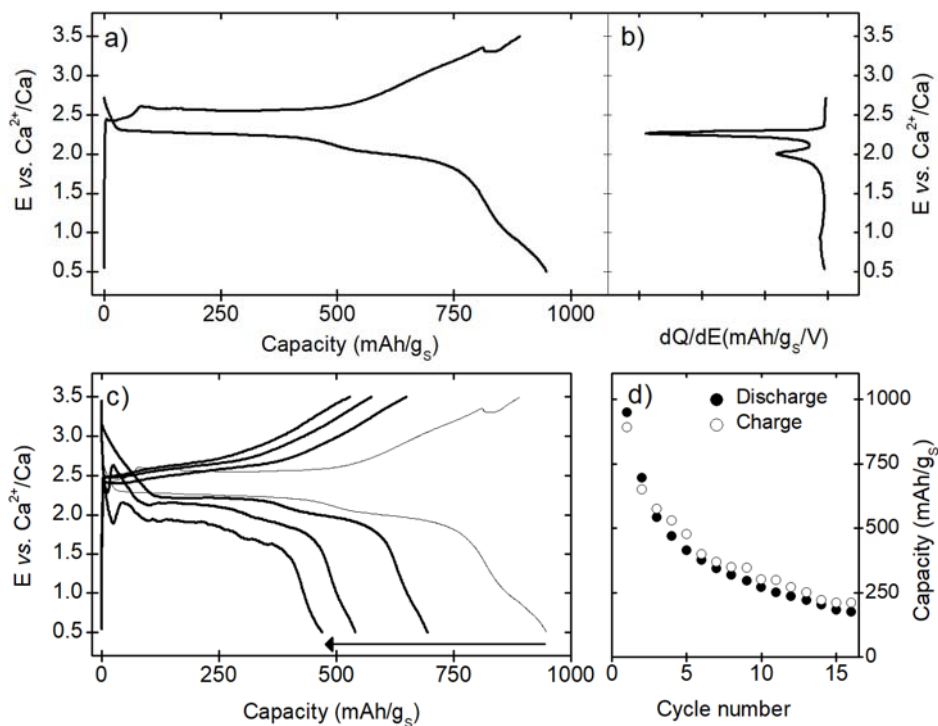 a)
3.5
3.0
2.5
2.0
1.5
1.0
0.5
E vs. Ca²⁺/Ca)
0 250 500 750 1000
Capacity (mAh/gₛ)
b)
3.5
3.0
2.5
2.0
1.5
1.0
0.5
E vs. Ca²⁺/Ca)
dQ/dE(mAh/gₛ/V)
c)
3.5
3.0
2.5
2.0
1.5
1.0
0.5
E vs. Ca²⁺/Ca)
0 250 500 750 1000
Capacity (mAh/gₛ)
d)
Discharge
Charge
1000
750
500
250
0
Capacity (mAh/gₛ)
0 5 10 15
Cycle number